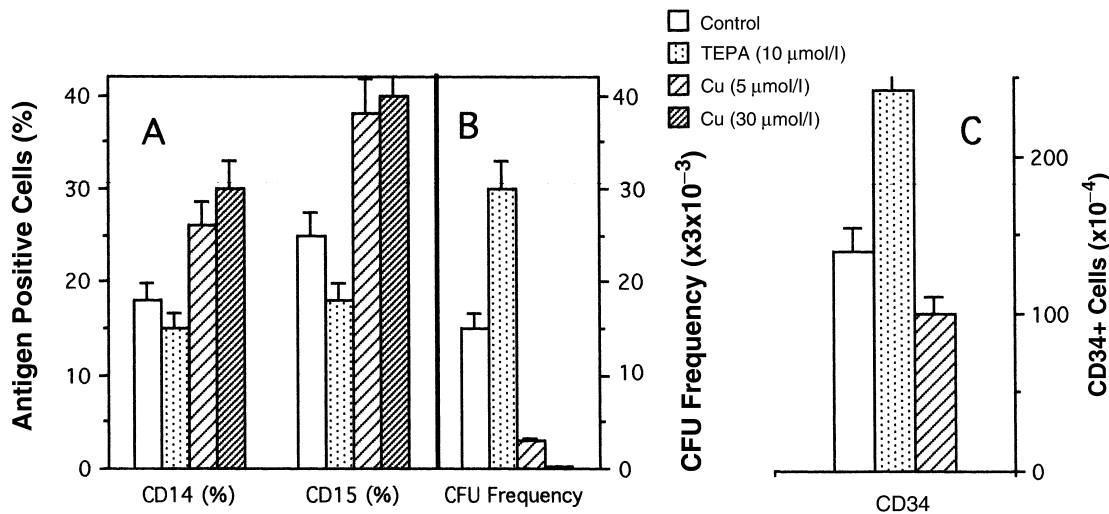 Control
TEPA (10 μmol/l)
Cu (5 μmol/l)
Cu (30 μmol/l)
A
B
C
Antigen Positive Cells (%)
40
30
20
10
0
40
30
20
10
0
CFU Frequency (x3x10⁻³)
200
100
0
CD34+ Cells (x10⁻⁴)
CD14 (%)
CD15 (%)
CFU Frequency
CD34